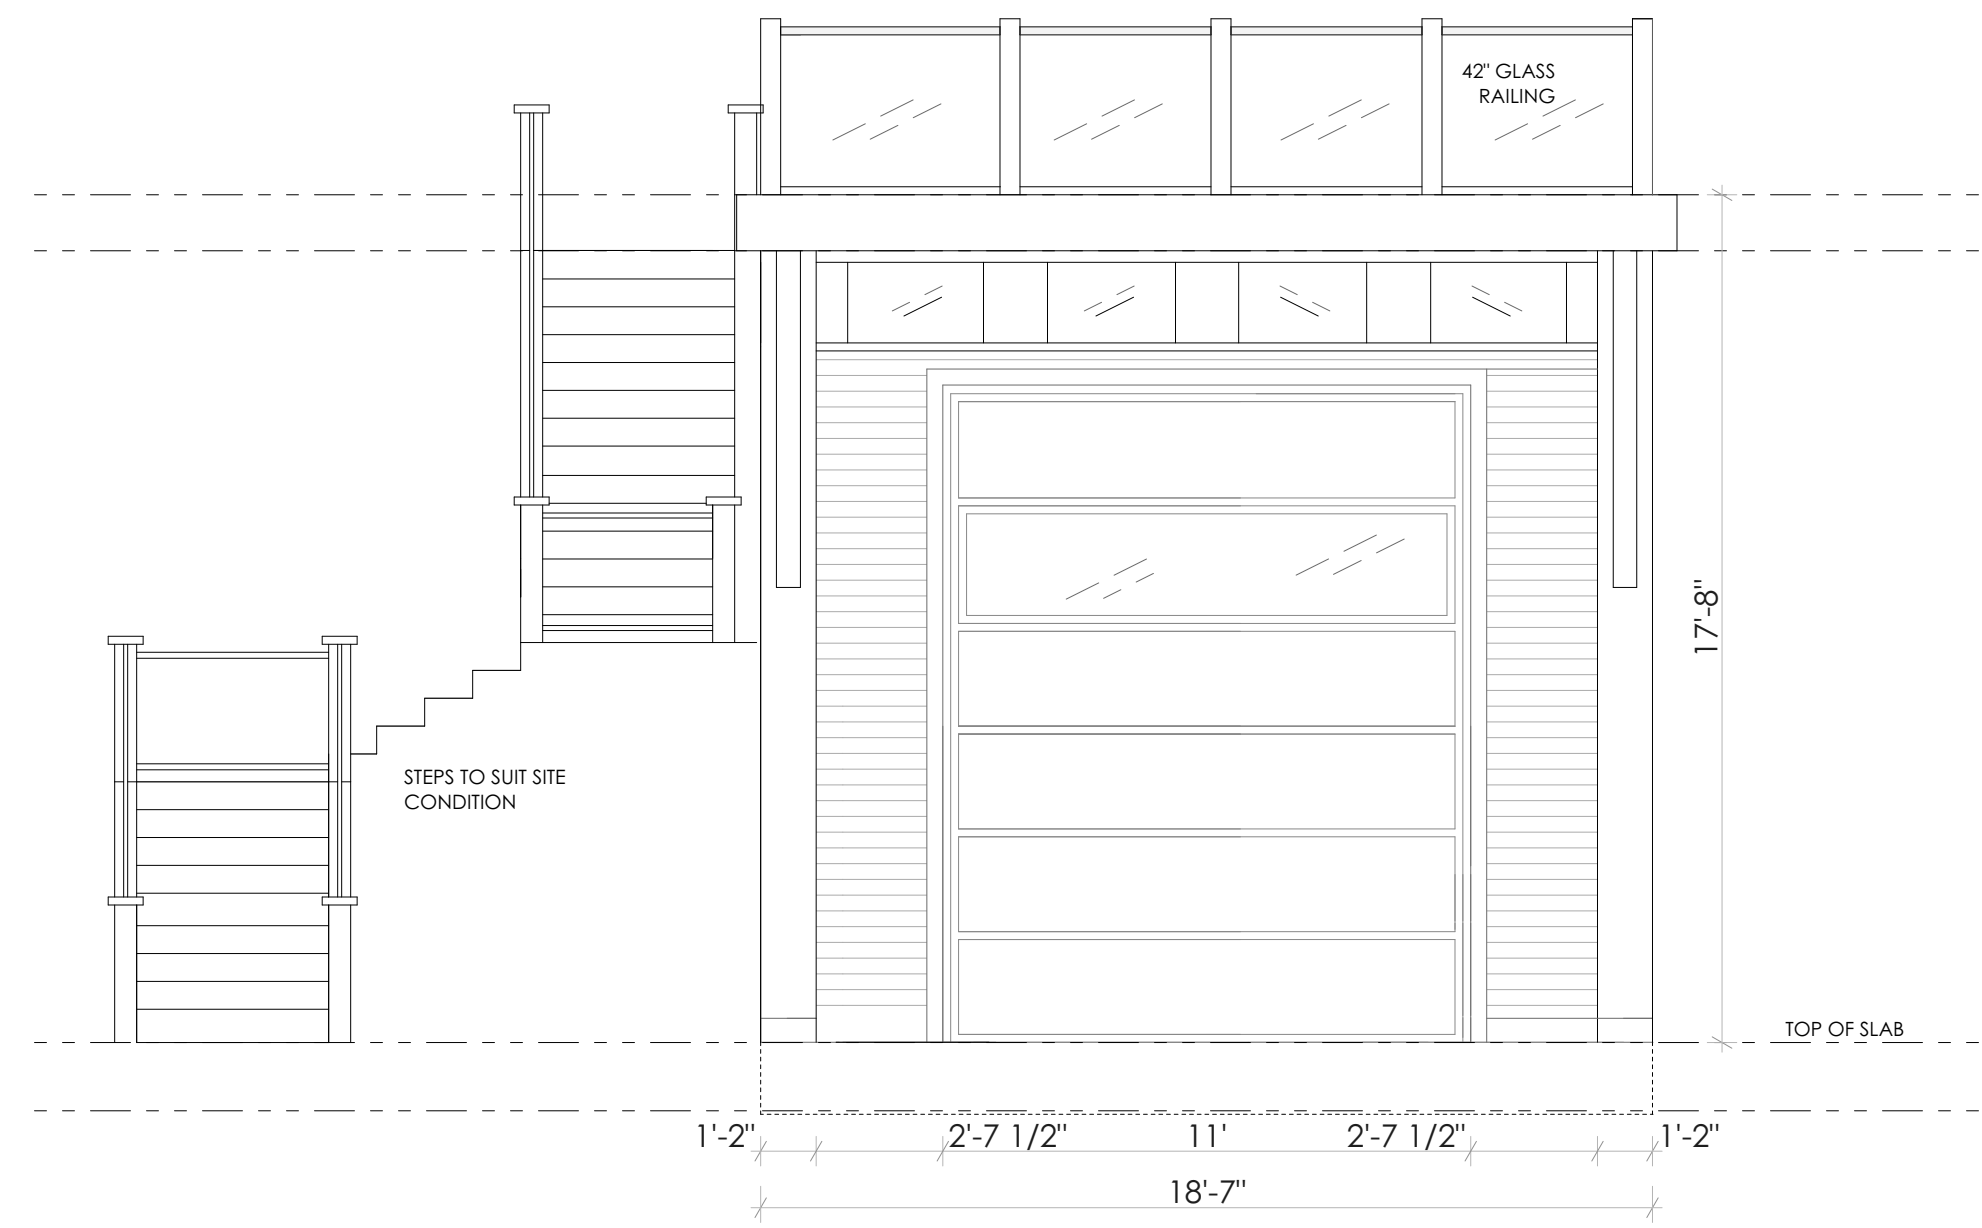 42" GLASS
RAILING
17'-8"
STEPS TO SUIT SITE
CONDITION
TOP OF SLAB
1'-2" 2'-7 1/2" 11' 2'-7 1/2" 1'-2"
18'-7"